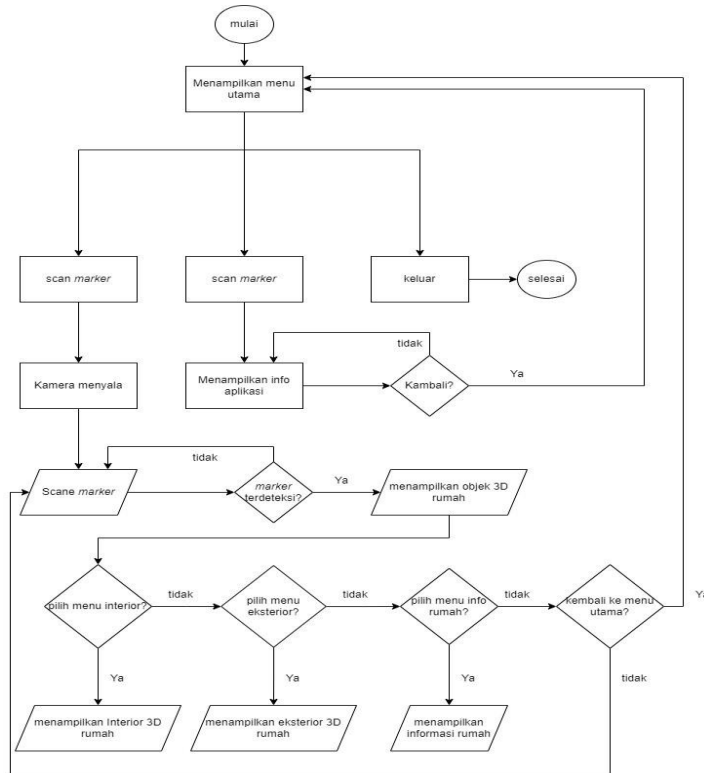 mulai
Menampilkan menu
utama
scan marker
scan marker
keluar
selesai
tidak
Kamera menyala
Menampilkan info
aplikasi
Kambali?
Ya
tidak
Scane marker
marker
terdeteksi?
Ya
menampilkan objek 3D
rumah
pilih menu interior?
tidak
pilih menu
eksterior?
tidak
pilih menu info
rumah?
tidak
kembali ke menu
utama?
Ya
Ya
Ya
Ya
tidak
menampilkan Interior 3D
rumah
menampilkan eksterior 3D
rumah
menampilkan
informasi rumah